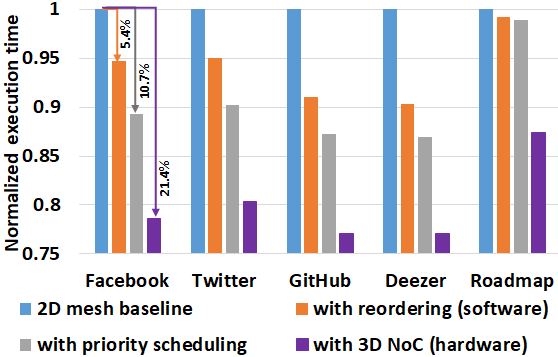 Normalized execution time
1
0.95
0.9
0.85
0.8
0.75
5.4%
10.7%
21.4%
Facebook Twitter GitHub Deezer Roadmap
2D mesh baseline with reordering (software)
with priority scheduling with 3D NoC (hardware)